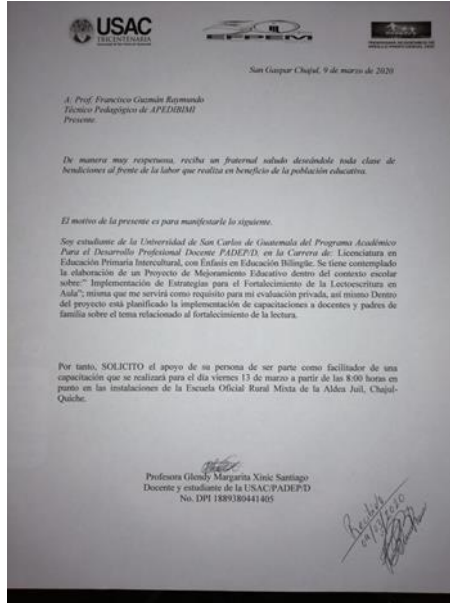 USAC
TRICENTENARIA
EFPEM
San Gaspar Chajul, 9 de marzo de 2020
A: Prof. Francisco Guzmán Raymundo
Técnico Pedagógico de APEDIBIMI
Presente.
De manera muy respetuosa, reciba un fraternal saludo deseándole toda clase de
bendiciones al frente de la labor que realiza en beneficio de la población educativa.
El motivo de la presente es para manifestarle lo siguiente.
Soy estudiante de la Universidad de San Carlos de Guatemala del Programa Académico
Para el Desarrollo Profesional Docente PADEP/D, en la Carrera de: Licenciatura en
Educación Primaria Intercultural, con Énfasis en Educación Bilingüe. Se tiene contemplado
la elaboración de un Proyecto de Mejoramiento Educativo dentro del contexto escolar
sobre:" Implementación de Estrategias para el Fortalecimiento de la Lectoescritura en
Aula"; misma que me servirá como requisito para mi evaluación privada, así mismo Dentro
del proyecto está planificado la implementación de capacitaciones a docentes y padres de
familia sobre el tema relacionado al fortalecimiento de la lectura.
Por tanto, SOLICITO el apoyo de su persona de ser parte como facilitador de una
capacitación que se realizará para el día viernes 13 de marzo a partir de las 8:00 horas en
punto en las instalaciones de la Escuela Oficial Rural Mixta de la Aldea Juil, Chajul-
Quiche.
Profesora Glendy Margarita Xinic Santiago
Docente y estudiante de la USAC/PADEP/D
No. DPI 1889380441405
Recibido